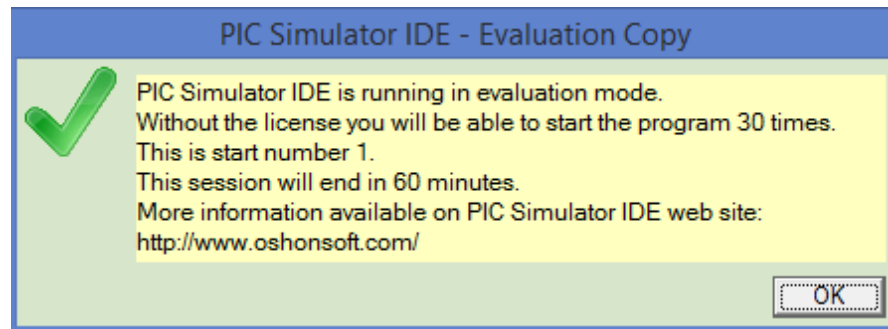 PIC Simulator IDE - Evaluation Copy
PIC Simulator IDE is running in evaluation mode.
Without the license you will be able to start the program 30 times.
This is start number 1.
This session will end in 60 minutes.
More information available on PIC Simulator IDE web site:
http://www.oshonsoft.com/
OK